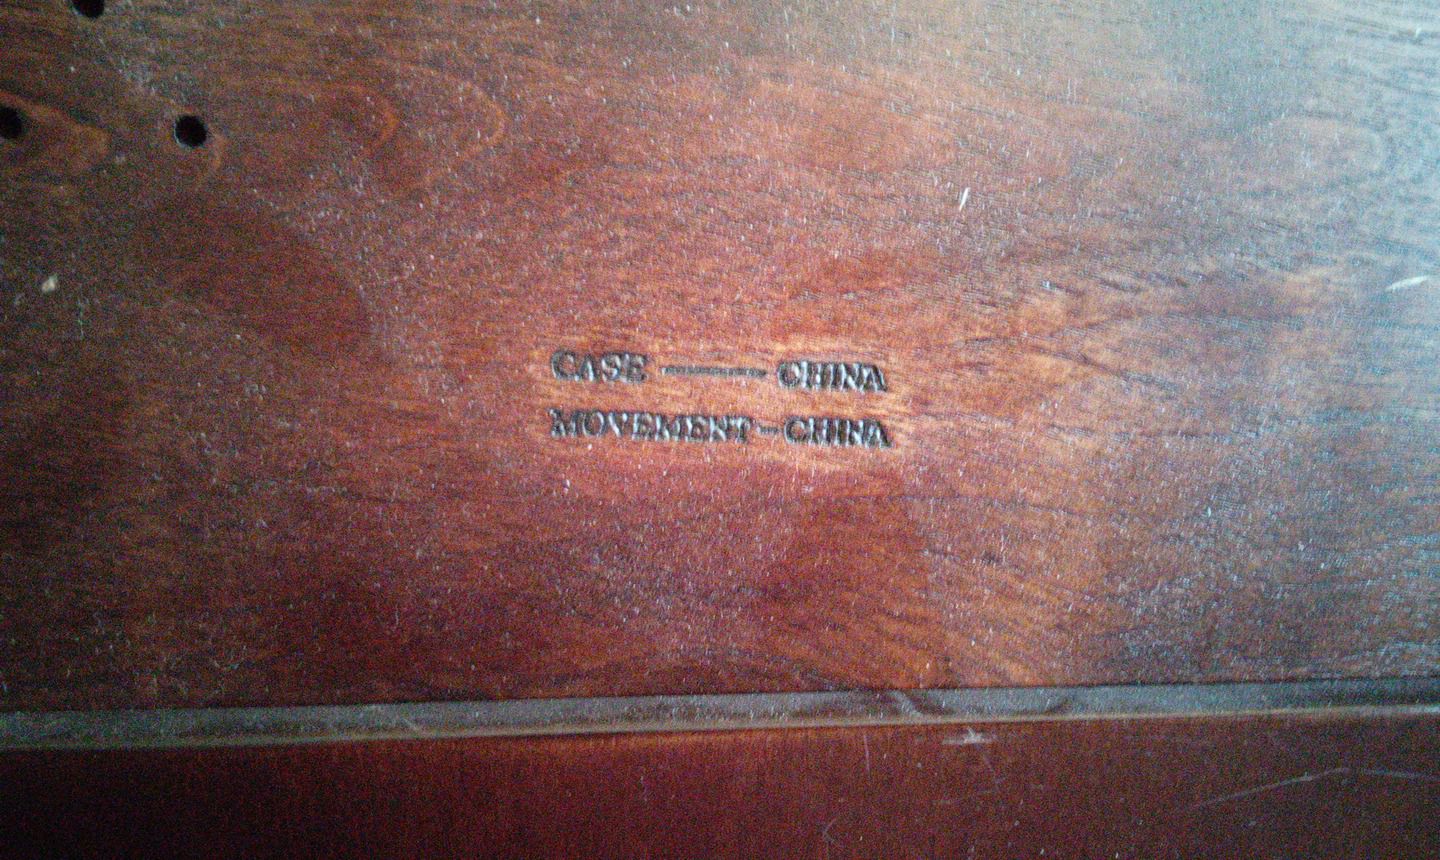 CASE —— CHINA
MOVEMENT – CHINA